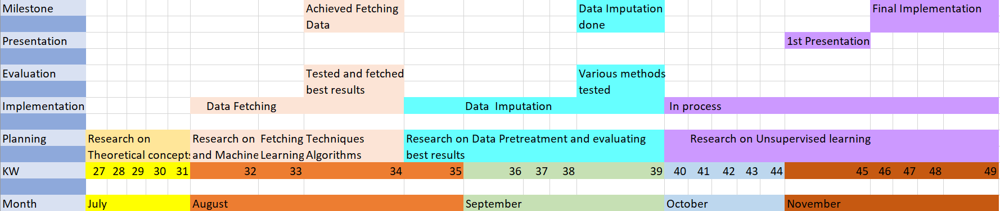 Milestone Achieved Fetching Data Imputation Final Implementation
Data done
Presentation 1st Presentation
Evaluation Tested and fetched Various methods
best results tested
Implementation Data Fetching Data  Imputation In process
Planning Research on Research on Fetching Techniques Research on Data Pretreatment and evaluating Research on Unsupervised learning
Theoretical concepts and Machine Learning Algorithms best results
KW 27 28 29 30 31 32 33 34 35 36 37 38 39 40 41 42 43 44 45 46 47 48 49
Month July August September October November